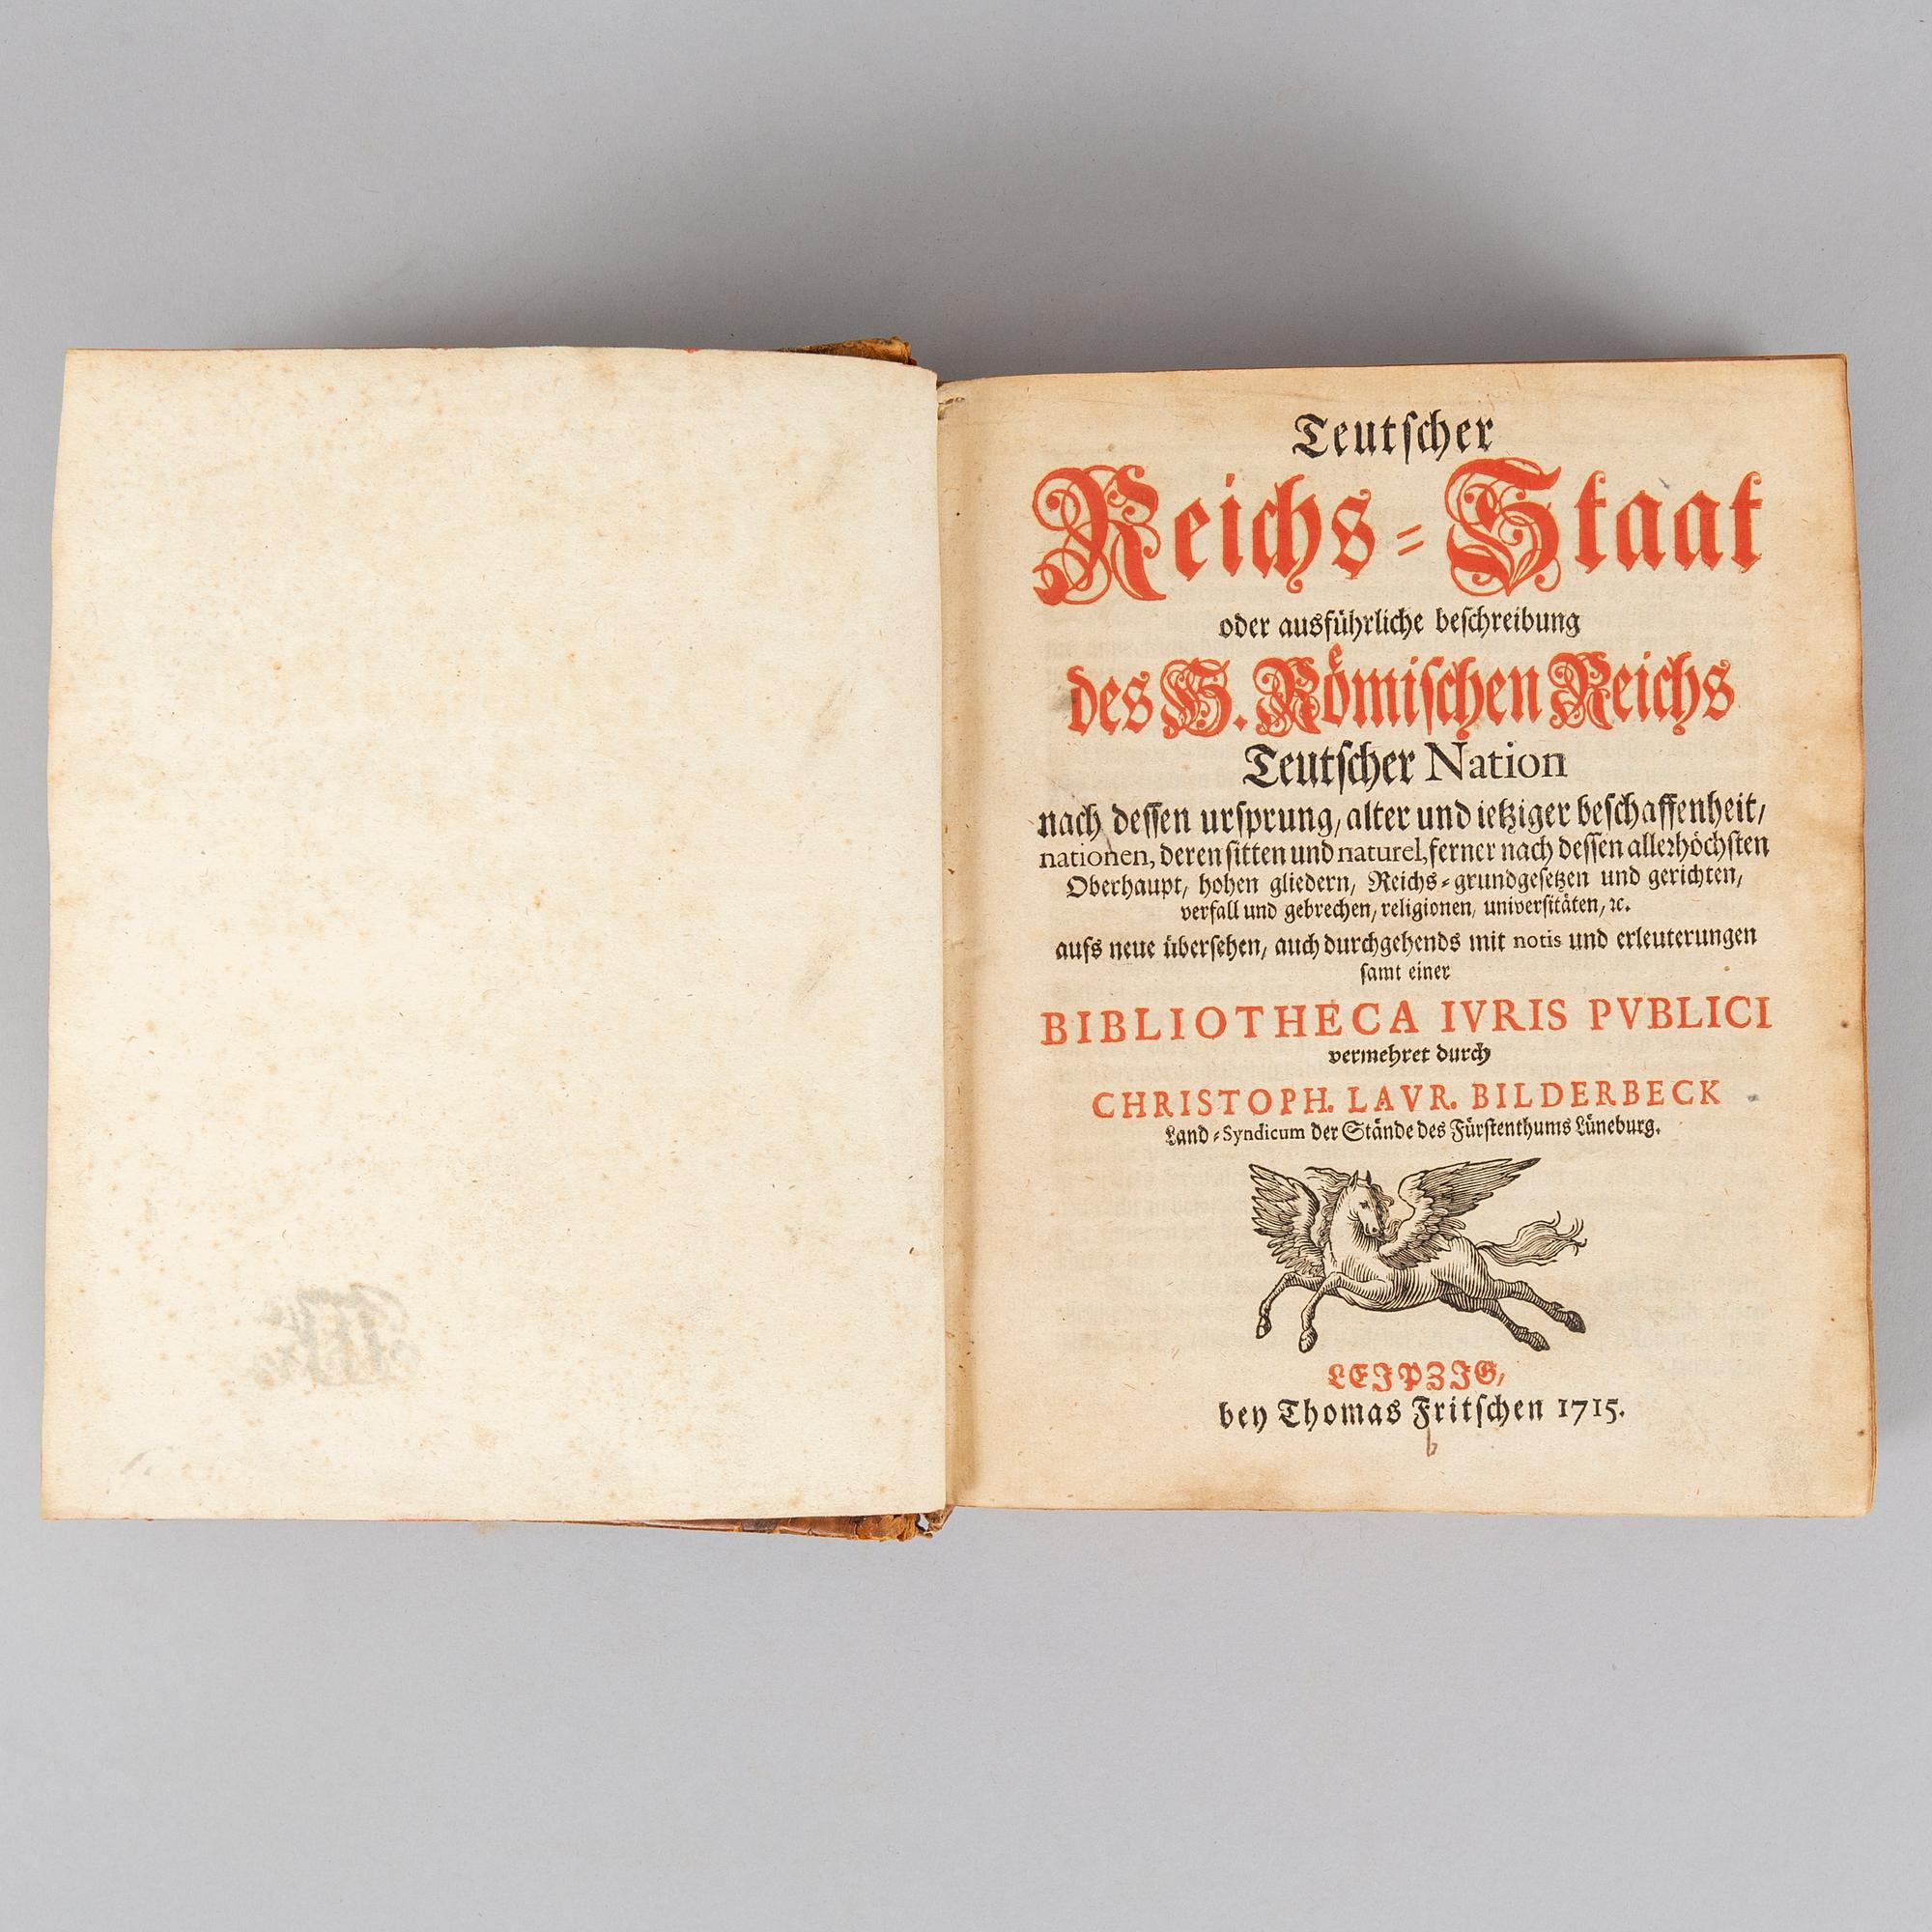 Teutscher
Reichs=Staat
oder ausführliche beschreibung
des H. Römischen Reichs
Teutscher Nation
nach dessen ursprung, alter und ietziger beschaffenheit,
nationen, deren sitten und naturel, ferner nach dessen allerhöchsten
Oberhaupt, hohen gliedern, Reichs=grundgesetzen und gerichten,
verfall und gebrechen, religionen, universitäten, ꝛc.
aufs neue übersehen, auch durchgehends mit notis und erleuterungen
samt einer
BIBLIOTHECA IVRIS PVBLICI
vermehret durch
CHRISTOPH. LAVR. BILDERBECK
Land=Syndicum der Stände des Fürstenthums Lüneburg.
LEIPZIG,
bey Thomas Fritschen 1715.